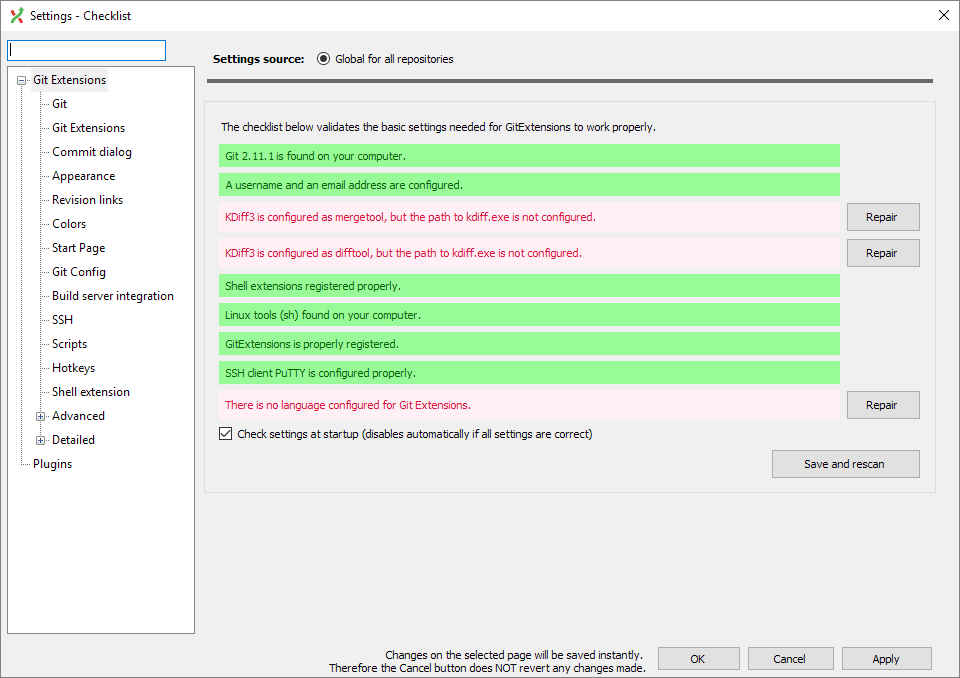 Settings - Checklist
Settings source: Global for all repositories
Git Extensions
Git
Git Extensions
Commit dialog
Appearance
Revision links
Colors
Start Page
Git Config
Build server integration
SSH
Scripts
Hotkeys
Shell extension
Advanced
Detailed
Plugins
The checklist below validates the basic settings needed for GitExtensions to work properly.
Git 2.11.1 is found on your computer.
A username and an email address are configured.
KDiff3 is configured as mergetool, but the path to kdiff.exe is not configured. Repair
KDiff3 is configured as difftool, but the path to kdiff.exe is not configured. Repair
Shell extensions registered properly.
Linux tools (sh) found on your computer.
GitExtensions is properly registered.
SSH client PuTTY is configured properly.
There is no language configured for Git Extensions. Repair
Check settings at startup (disables automatically if all settings are correct)
Save and rescan
Changes on the selected page will be saved instantly.
Therefore the Cancel button does NOT revert any changes made.
OK Cancel Apply